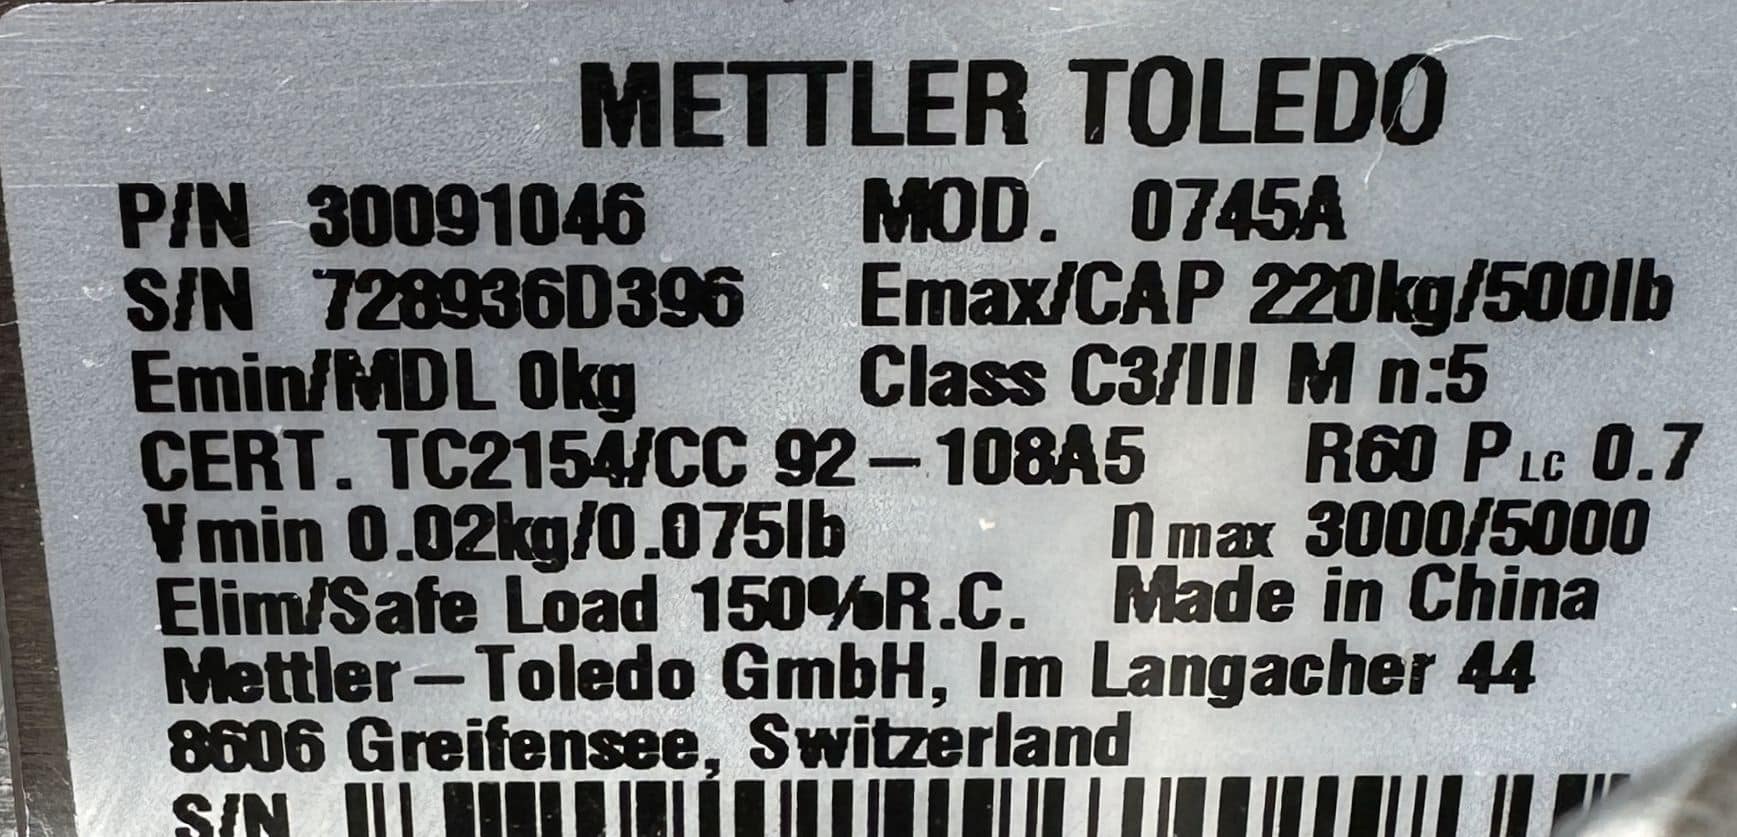 METTLER TOLEDO
P/N 30091046 MOD. 0745A
S/N 728936D396 Emax/CAP 220kg/500lb
Emin/MDL 0kg Class C3/III M n:5
CERT. TC2154/CC 92-108A5 R60 PLC 0.7
Vmin 0.02kg/0.075lb nmax 3000/5000
Elim/Safe Load 150%R.C. Made in China
Mettler-Toledo GmbH, Im Langacher 44
8606 Greifensee, Switzerland
S/N